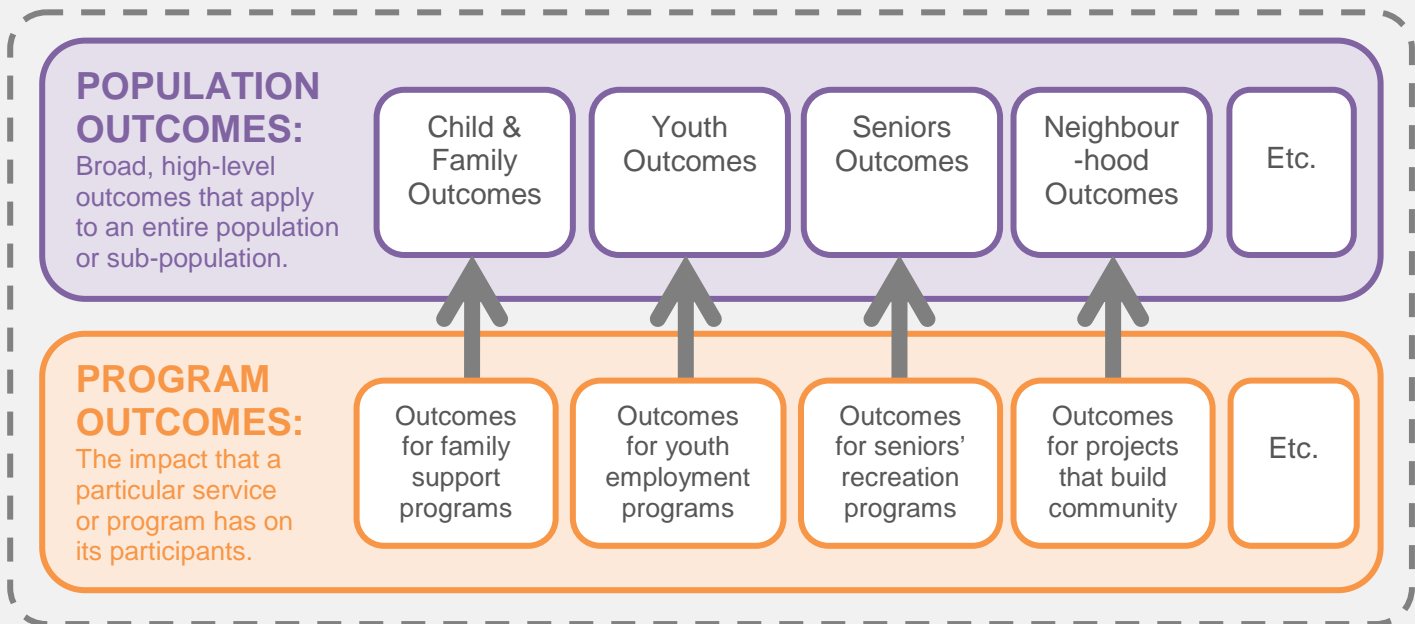 POPULATION
OUTCOMES:
Broad, high-level
outcomes that apply
to an entire population
or sub-population.
Child &
Family
Outcomes
Youth
Outcomes
Seniors
Outcomes
Neighbour
-hood
Outcomes
Etc.
PROGRAM
OUTCOMES:
The impact that a
particular service
or program has on
its participants.
Outcomes
for family
support
programs
Outcomes
for youth
employment
programs
Outcomes
for seniors’
recreation
programs
Outcomes
for projects
that build
community
Etc.